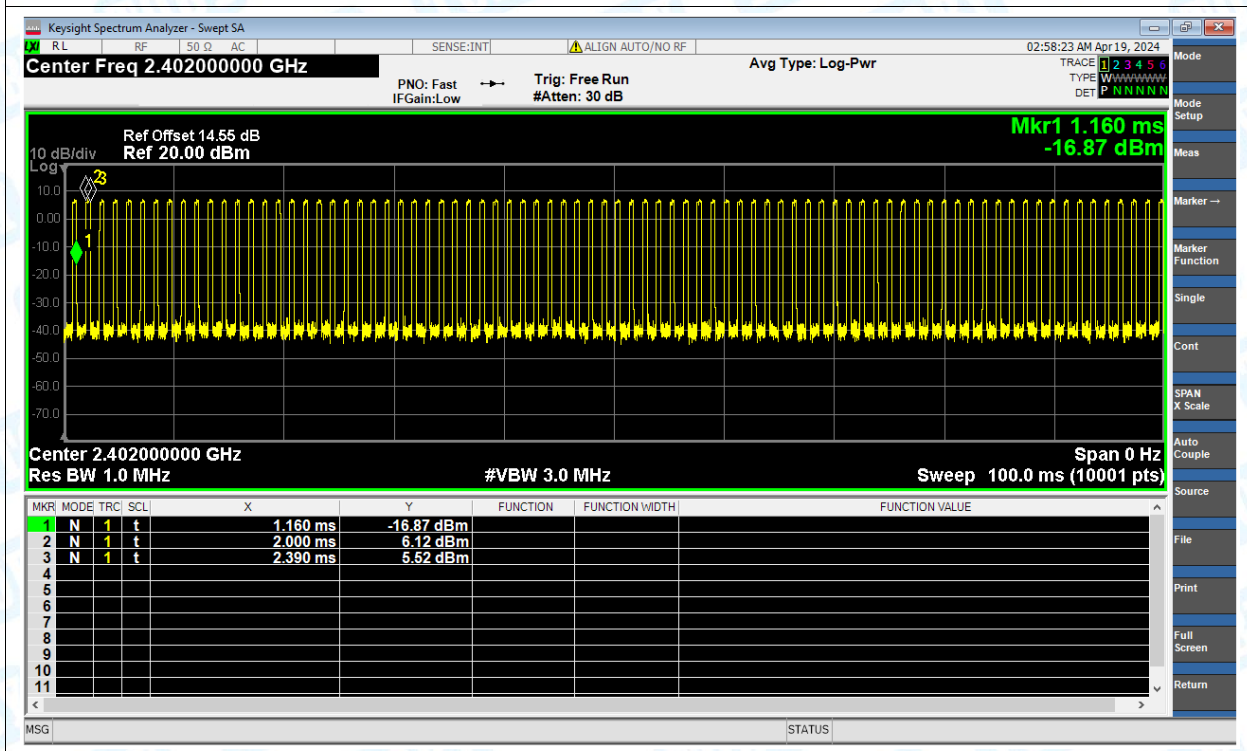 Keysight Spectrum Analyzer - Swept SA
LXI RL RF 50 Ω AC SENSE:INT ALIGN AUTO/NO RF 02:58:23 AM Apr 19, 2024
Center Freq 2.402000000 GHz
PNO: Fast
IFGain:Low
Trig: Free Run
#Atten: 30 dB
Avg Type: Log-Pwr
TRACE 1 2 3 4 5 6
TYPE WWWWWW
DET P N N N N N
Mkr1 1.160 ms
-16.87 dBm
Ref Offset 14.55 dB
10 dB/div Ref 20.00 dBm
Log
10.0
0.00
-10.0
-20.0
-30.0
-40.0
-50.0
-60.0
-70.0
1
2
3
Center 2.402000000 GHz Span 0 Hz
Res BW 1.0 MHz #VBW 3.0 MHz Sweep 100.0 ms (10001 pts)
MKR MODE TRC SCL X Y FUNCTION FUNCTION WIDTH FUNCTION VALUE
1 N 1 t 1.160 ms -16.87 dBm
2 N 1 t 2.000 ms 6.12 dBm
3 N 1 t 2.390 ms 5.52 dBm
4
5
6
7
8
9
10
11
MSG STATUS
Mode
Mode
Setup
Meas
Marker →
Marker
Function
Single
Cont
SPAN
X Scale
Auto
Couple
Source
File
Print
Full
Screen
Return